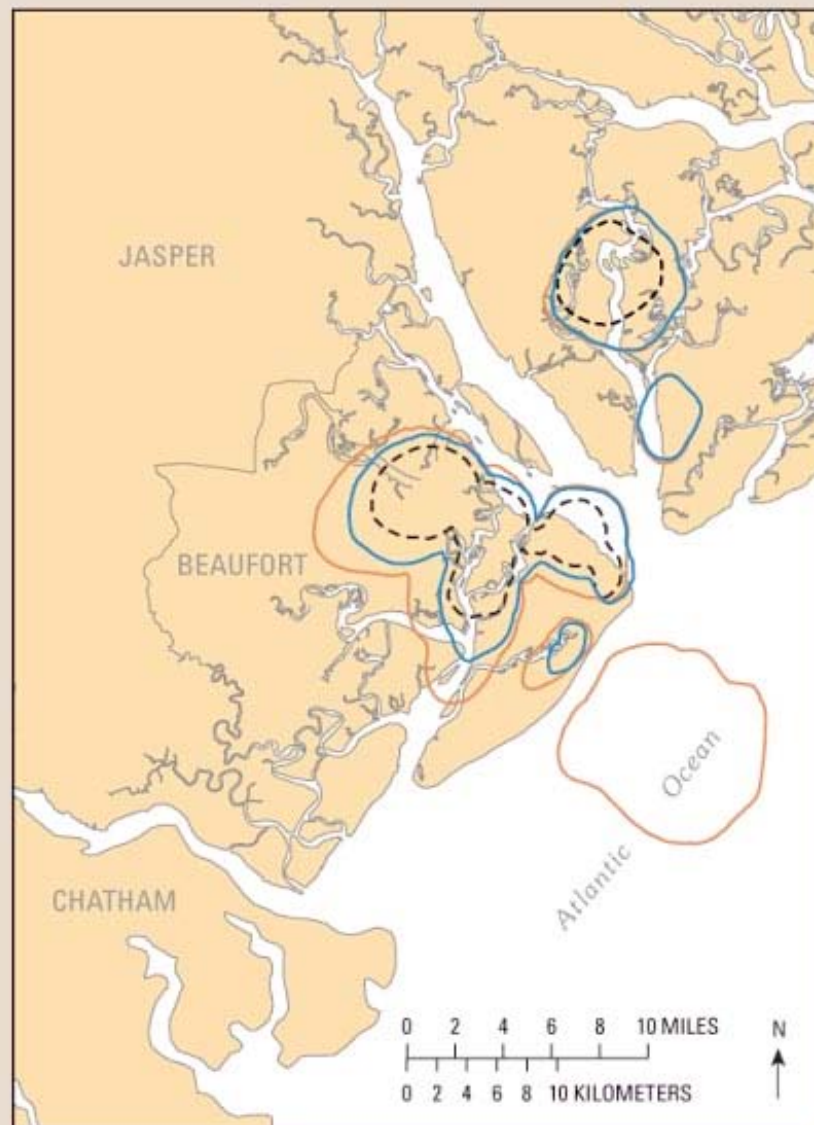 JASPER
BEAUFORT
Atlantic Ocean
CHATHAM
0 2 4 6 8 10 MILES
0 2 4 6 8 10 KILOMETERS
N